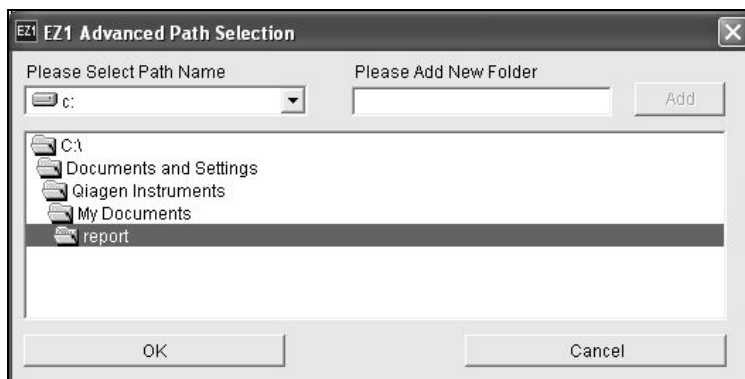 EZ1 EZ1 Advanced Path Selection
Please Select Path Name Please Add New Folder
c: Add
C:\
Documents and Settings
Qiagen Instruments
My Documents
report
OK Cancel